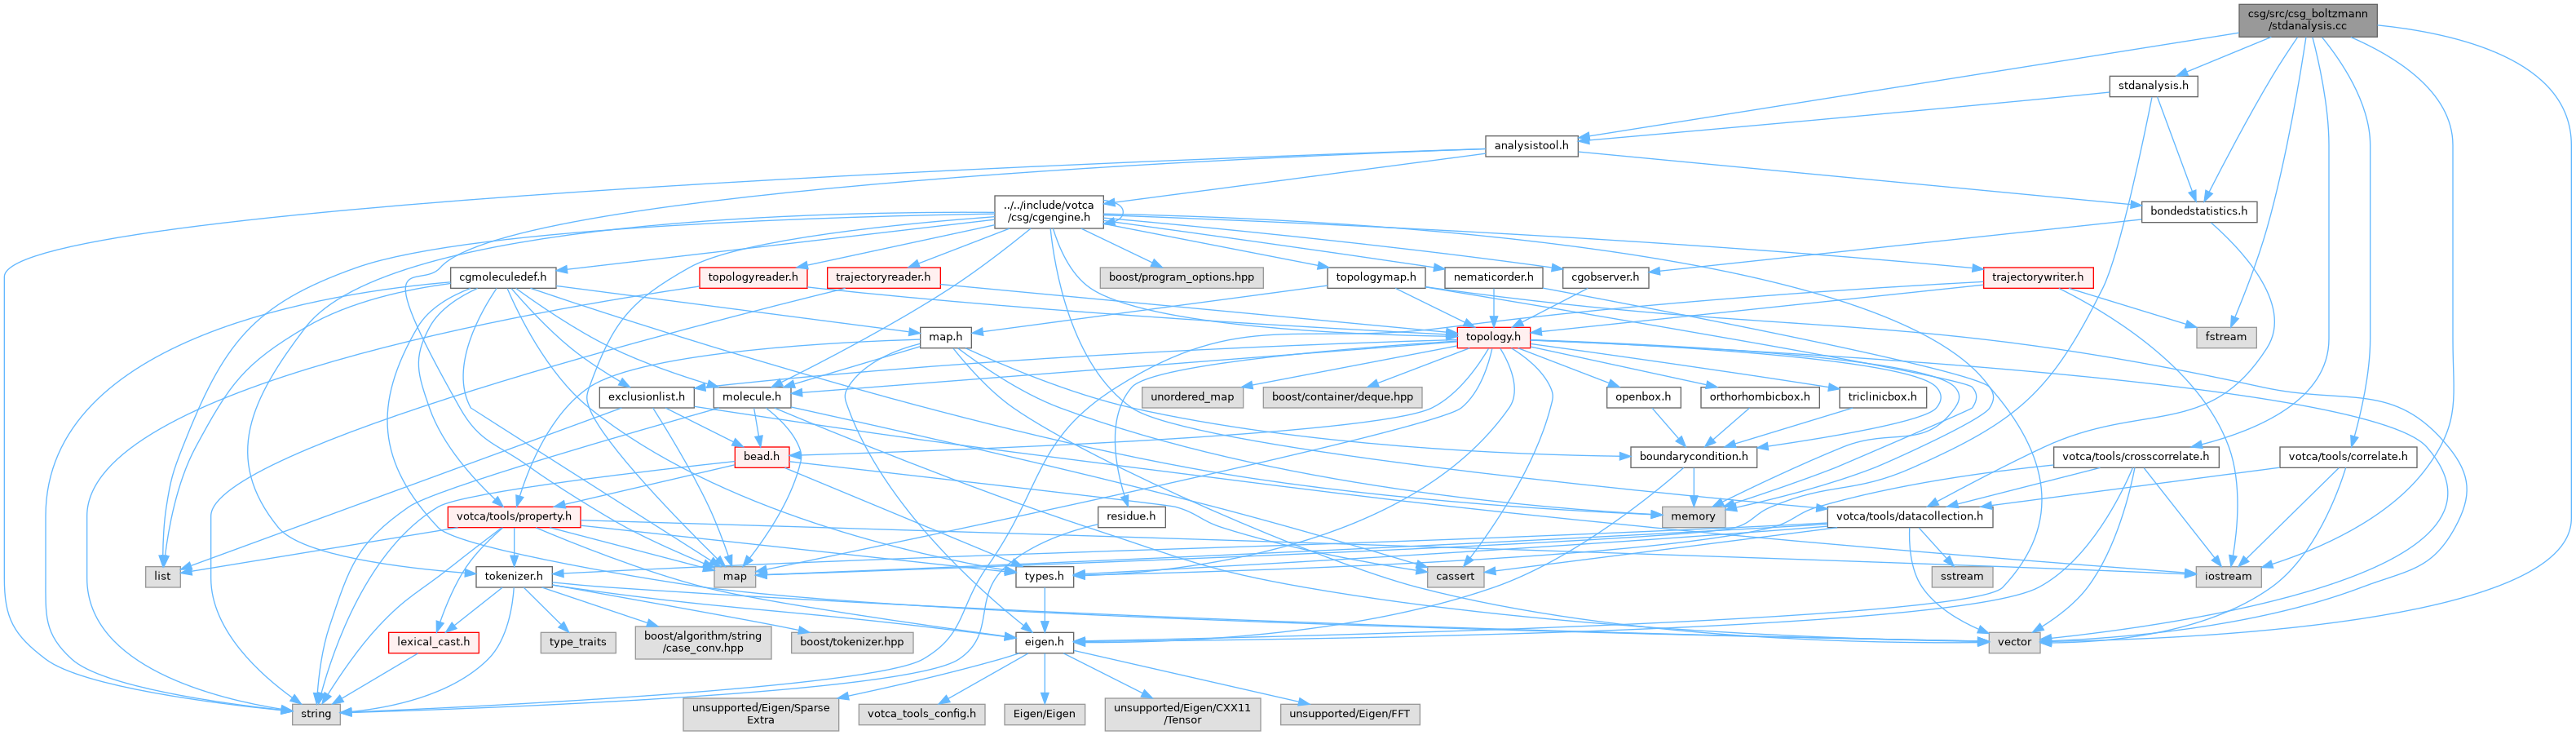 csg/src/csg_boltzmann
/stdanalysis.cc
stdanalysis.h
analysistool.h
../../include/votca
/csg/cgengine.h
bondedstatistics.h
cgmoleculedef.h
topologyreader.h
trajectoryreader.h
boost/program_options.hpp
topologymap.h
nematicorder.h
cgobserver.h
trajectorywriter.h
map.h
topology.h
fstream
exclusionlist.h
molecule.h
unordered_map
boost/container/deque.hpp
openbox.h
orthorhombicbox.h
triclinicbox.h
bead.h
boundarycondition.h
votca/tools/crosscorrelate.h
votca/tools/correlate.h
votca/tools/property.h
residue.h
memory
votca/tools/datacollection.h
list
tokenizer.h
map
types.h
cassert
sstream
iostream
lexical_cast.h
type_traits
boost/algorithm/string
/case_conv.hpp
boost/tokenizer.hpp
eigen.h
vector
string
unsupported/Eigen/Sparse
Extra
votca_tools_config.h
Eigen/Eigen
unsupported/Eigen/CXX11
/Tensor
unsupported/Eigen/FFT